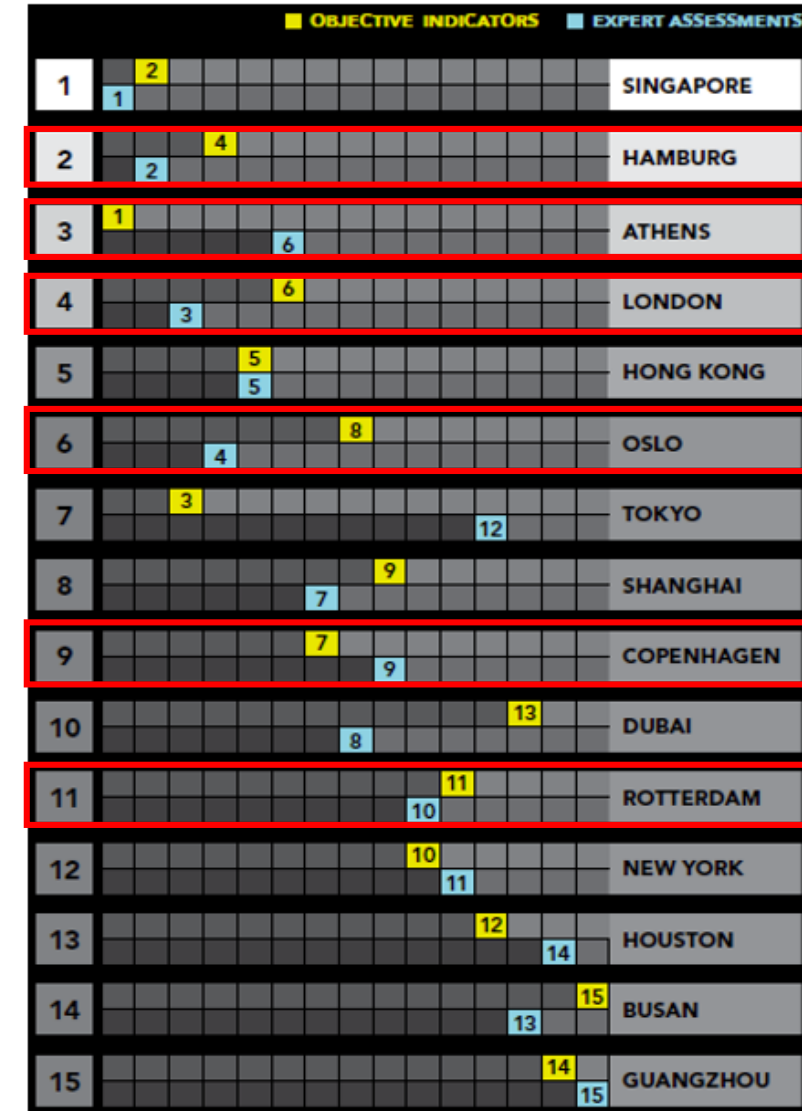 OBJECTIVE INDICATORS EXPERT ASSESSMENTS
1 2 1 SINGAPORE
2 4 2 HAMBURG
3 1 6 ATHENS
4 6 3 LONDON
5 5 5 HONG KONG
6 8 4 OSLO
7 3 12 TOKYO
8 9 7 SHANGHAI
9 7 9 COPENHAGEN
10 13 8 DUBAI
11 11 10 ROTTERDAM
12 10 11 NEW YORK
13 12 14 HOUSTON
14 15 13 BUSAN
15 14 15 GUANGZHOU